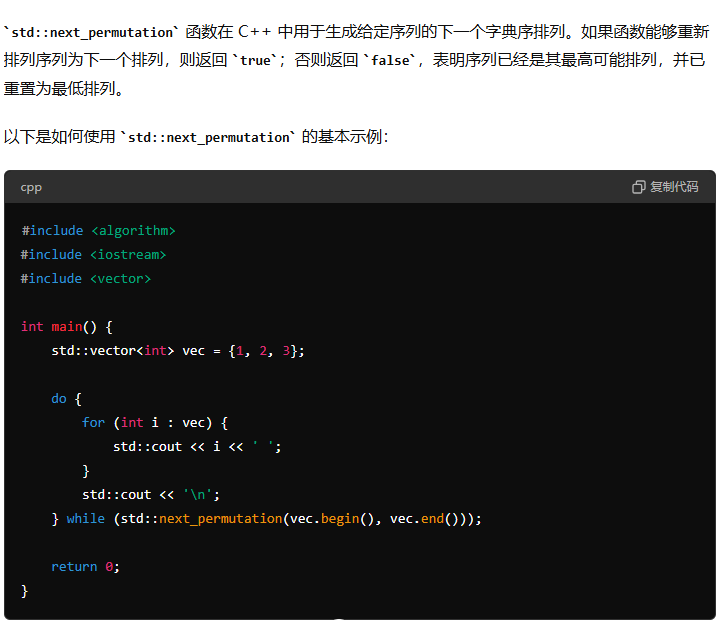 `std::next_permutation` 函数在 C++ 中用于生成给定序列的下一个字典序排列。如果函数能够重新
排列序列为下一个排列，则返回 `true`；否则返回 `false`，表明序列已经是其最高可能排列，并已
重置为最低排列。
以下是如何使用 `std::next_permutation` 的基本示例：
cpp 复制代码
#include <algorithm>
#include <iostream>
#include <vector>
int main() {
    std::vector<int> vec = {1, 2, 3};
    do {
        for (int i : vec) {
            std::cout << i << ' ';
        }
        std::cout << '\n';
    } while (std::next_permutation(vec.begin(), vec.end()));
    return 0;
}